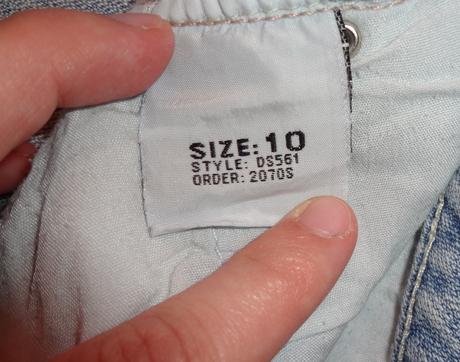 SIZE: 10
STYLE: DS561
ORDER: 2070S